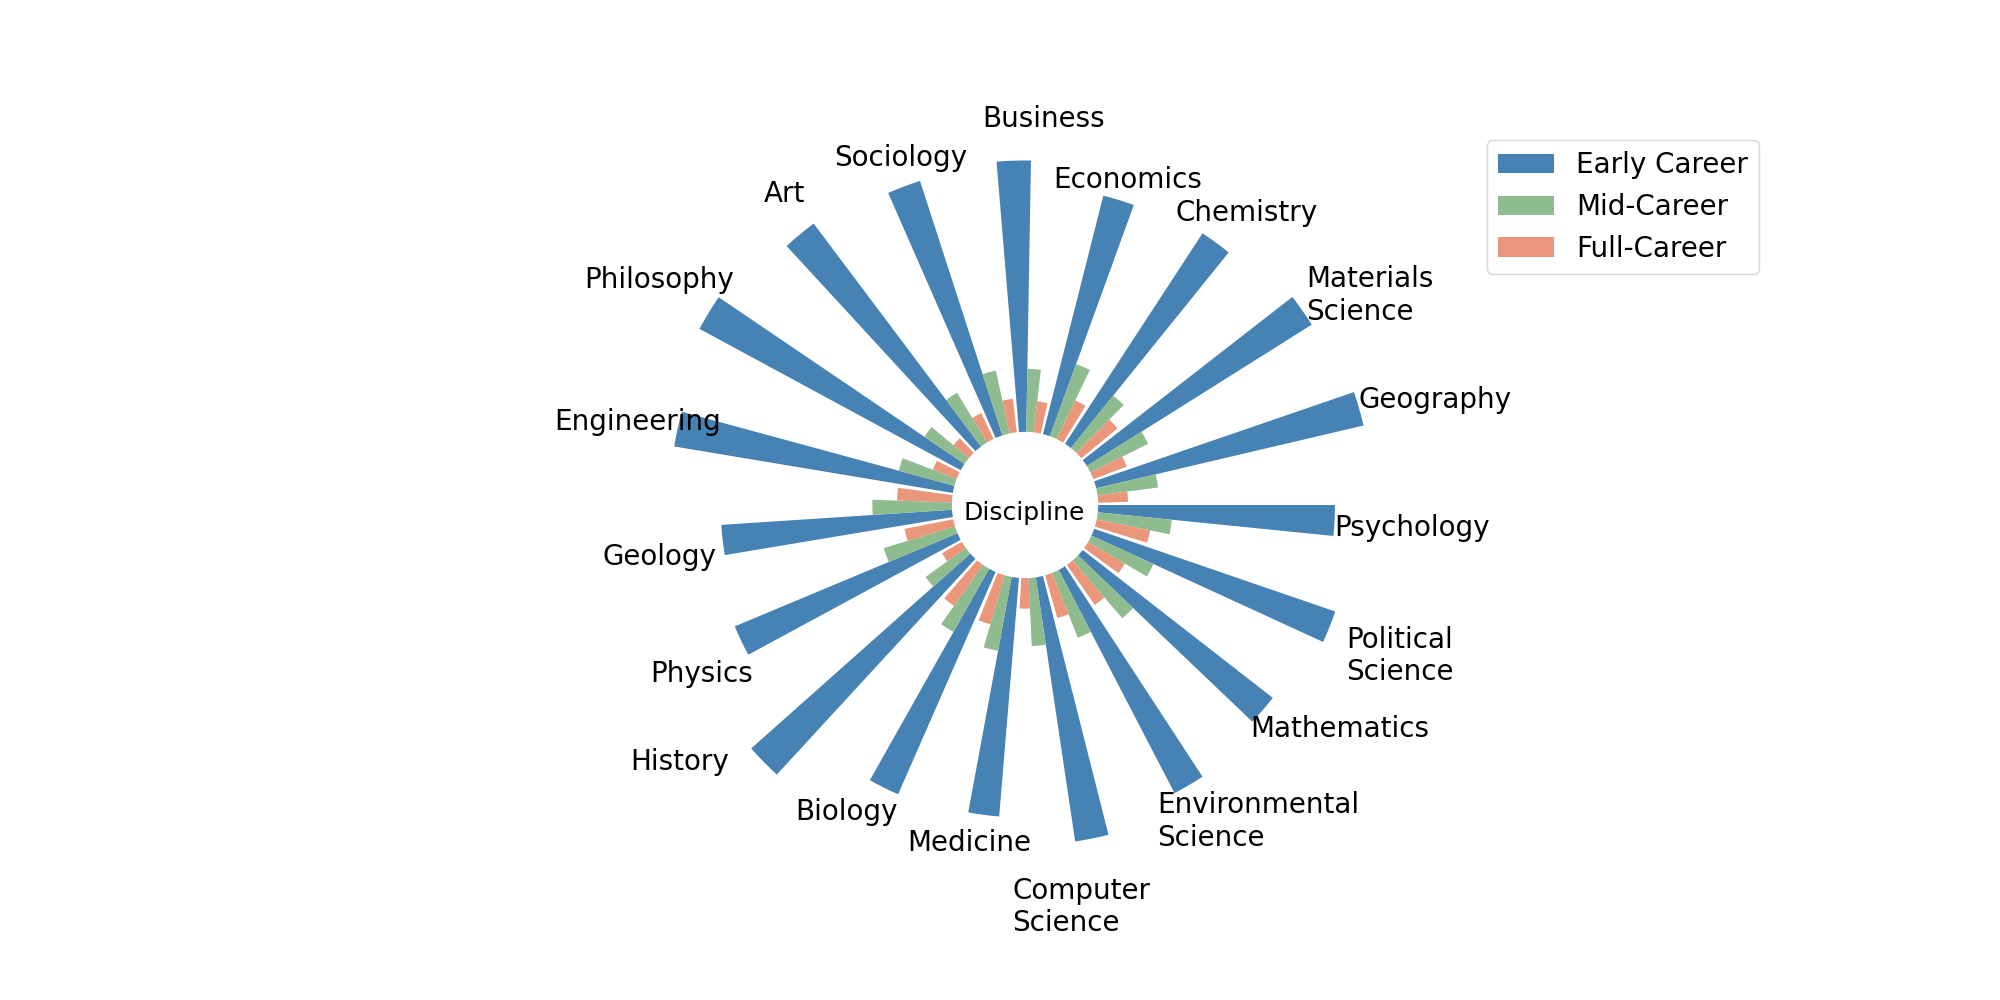 Business
Sociology
Economics
Art
Chemistry
Philosophy
Materials
Science
Engineering
Geography
Discipline
Geology
Psychology
Physics
Political
Science
History
Mathematics
Biology
Environmental
Science
Medicine
Computer
Science
Early Career
Mid-Career
Full-Career